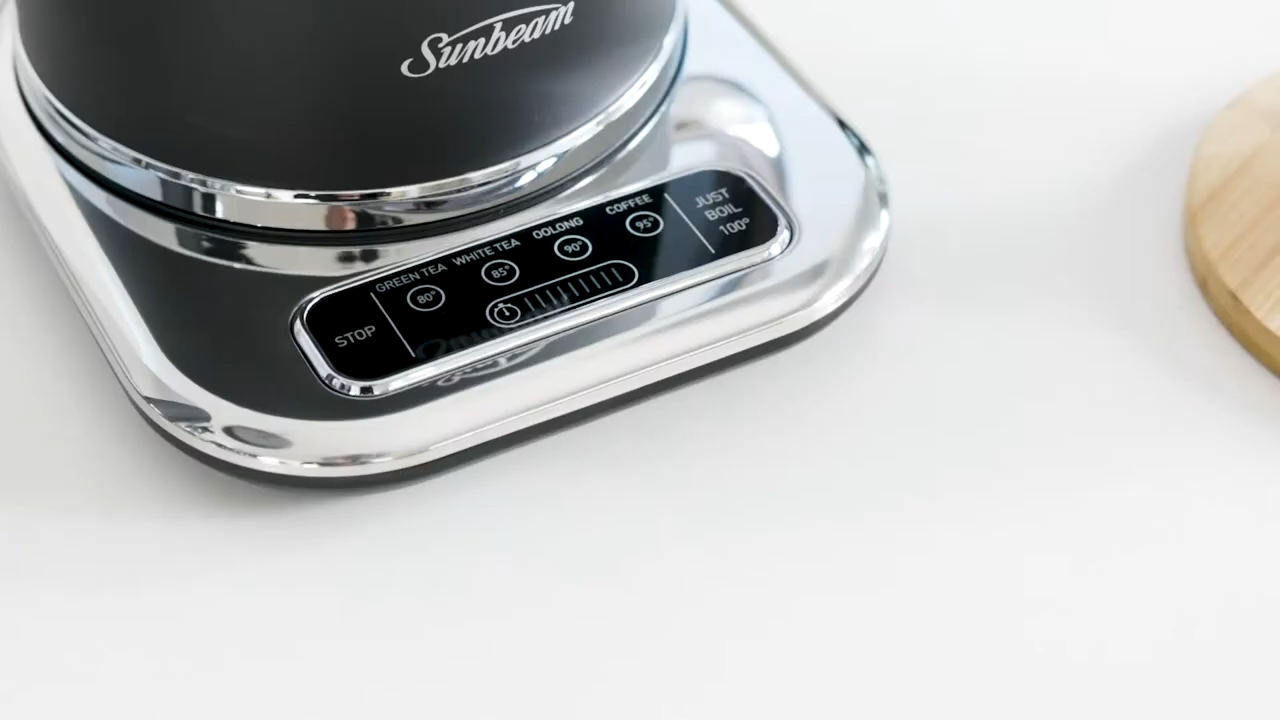 Sunbeam
STOP
GREEN TEA
80°
WHITE TEA
85°
OOLONG
90°
COFFEE
95°
JUST
BOIL
100°